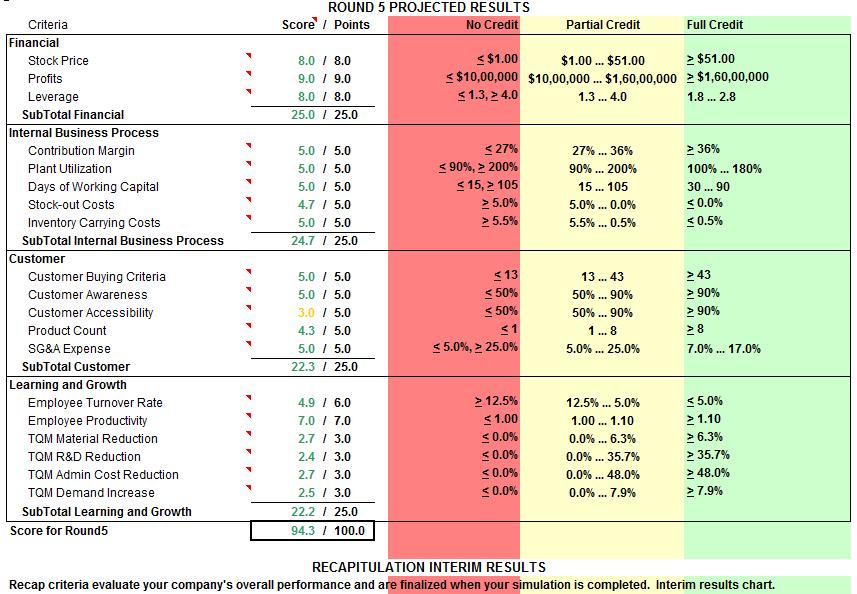 ROUND 5 PROJECTED RESULTS
Criteria Score / Points No Credit Partial Credit Full Credit
Financial
Stock Price 8.0 / 8.0 ≤ $1.00 $1.00 ... $51.00 ≥ $51.00
Profits 9.0 / 9.0 ≤ $10,00,000 $10,00,000 ... $1,60,00,000 ≥ $1,60,00,000
Leverage 8.0 / 8.0 ≤ 1.3, ≥ 4.0 1.3 ... 4.0 1.8 ... 2.8
SubTotal Financial 25.0 / 25.0
Internal Business Process
Contribution Margin 5.0 / 5.0 ≤ 27% 27% ... 36% ≥ 36%
Plant Utilization 5.0 / 5.0 ≤ 90%, ≥ 200% 90% ... 200% 100% ... 180%
Days of Working Capital 5.0 / 5.0 ≤ 15, ≥ 105 15 ... 105 30 ... 90
Stock-out Costs 4.7 / 5.0 ≥ 5.0% 5.0% ... 0.0% ≤ 0.0%
Inventory Carrying Costs 5.0 / 5.0 ≥ 5.5% 5.5% ... 0.5% ≤ 0.5%
SubTotal Internal Business Process 24.7 / 25.0
Customer
Customer Buying Criteria 5.0 / 5.0 ≤ 13 13 ... 43 ≥ 43
Customer Awareness 5.0 / 5.0 ≤ 50% 50% ... 90% ≥ 90%
Customer Accessibility 3.0 / 5.0 ≤ 50% 50% ... 90% ≥ 90%
Product Count 4.3 / 5.0 ≤ 1 1 ... 8 ≥ 8
SG&A Expense 5.0 / 5.0 ≤ 5.0%, ≥ 25.0% 5.0% ... 25.0% 7.0% ... 17.0%
SubTotal Customer 22.3 / 25.0
Learning and Growth
Employee Turnover Rate 4.9 / 6.0 ≥ 12.5% 12.5% ... 5.0% ≤ 5.0%
Employee Productivity 7.0 / 7.0 ≤ 1.00 1.00 ... 1.10 ≥ 1.10
TQM Material Reduction 2.7 / 3.0 ≤ 0.0% 0.0% ... 6.3% ≥ 6.3%
TQM R&D Reduction 2.4 / 3.0 ≤ 0.0% 0.0% ... 35.7% ≥ 35.7%
TQM Admin Cost Reduction 2.7 / 3.0 ≤ 0.0% 0.0% ... 48.0% ≥ 48.0%
TQM Demand Increase 2.5 / 3.0 ≤ 0.0% 0.0% ... 7.9% ≥ 7.9%
SubTotal Learning and Growth 22.2 / 25.0
Score for Round5 94.3 / 100.0
RECAPITULATION INTERIM RESULTS
Recap criteria evaluate your company's overall performance and are finalized when your simulation is completed. Interim results chart.